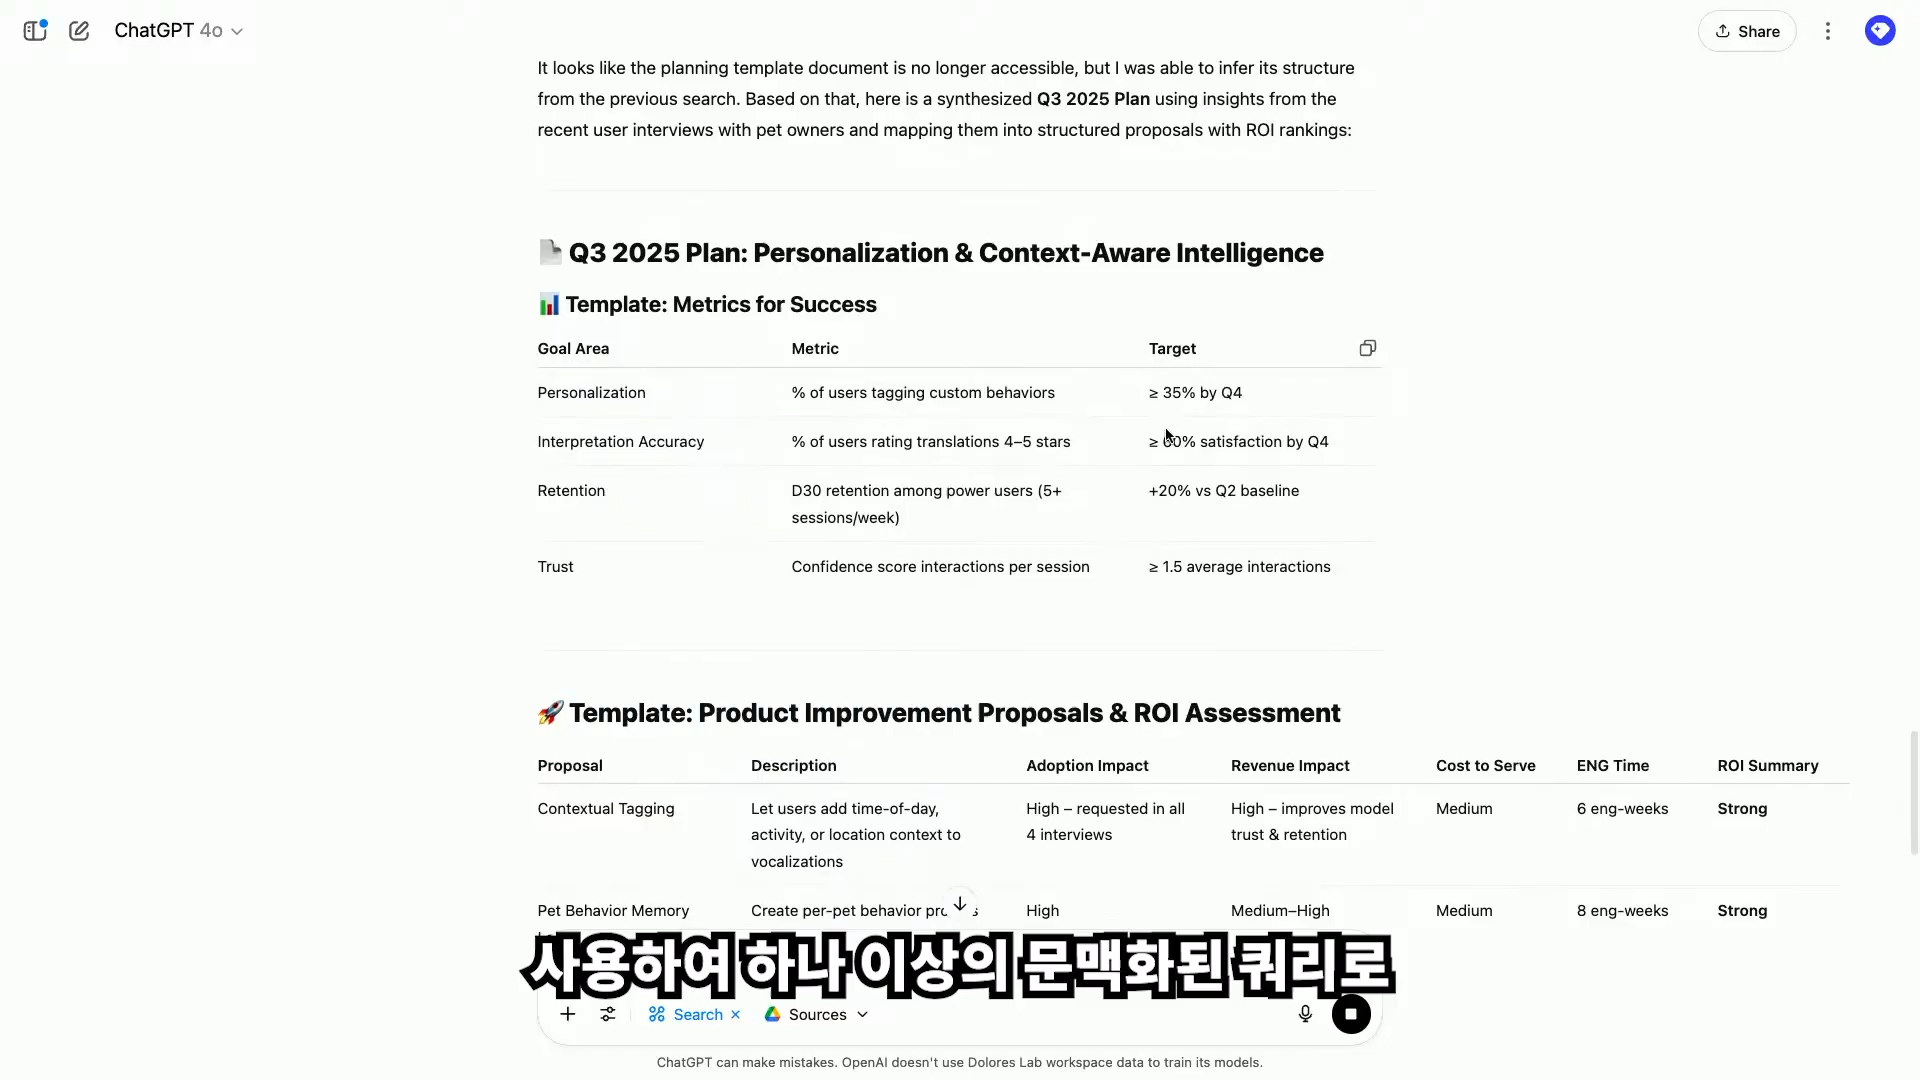 ChatGPT 4o
Share
It looks like the planning template document is no longer accessible, but I was able to infer its structure
from the previous search. Based on that, here is a synthesized Q3 2025 Plan using insights from the
recent user interviews with pet owners and mapping them into structured proposals with ROI rankings:
Q3 2025 Plan: Personalization & Context-Aware Intelligence
Template: Metrics for Success
Goal Area Metric Target
Personalization % of users tagging custom behaviors ≥ 35% by Q4
Interpretation Accuracy % of users rating translations 4–5 stars ≥ satisfaction by Q4
Retention D30 retention among power users (5+ +20% vs Q2 baseline
sessions/week)
Trust Confidence score interactions per session ≥ 1.5 average interactions
Template: Product Improvement Proposals & ROI Assessment
Proposal Description Adoption Impact Revenue Impact Cost to Serve ENG Time ROI Summary
Contextual Tagging Let users add time-of-day, High – requested in all High – improves model Medium 6 eng-weeks Strong
activity, or location context to 4 interviews trust & retention
vocalizations
Pet Behavior Memory Create per-pet behavior High Medium–High Medium 8 eng-weeks Strong
사용하여 하나 이상의 문맥화된 쿼리로
Search × Sources
ChatGPT can make mistakes. OpenAI doesn't use Dolores Lab workspace data to train its models.